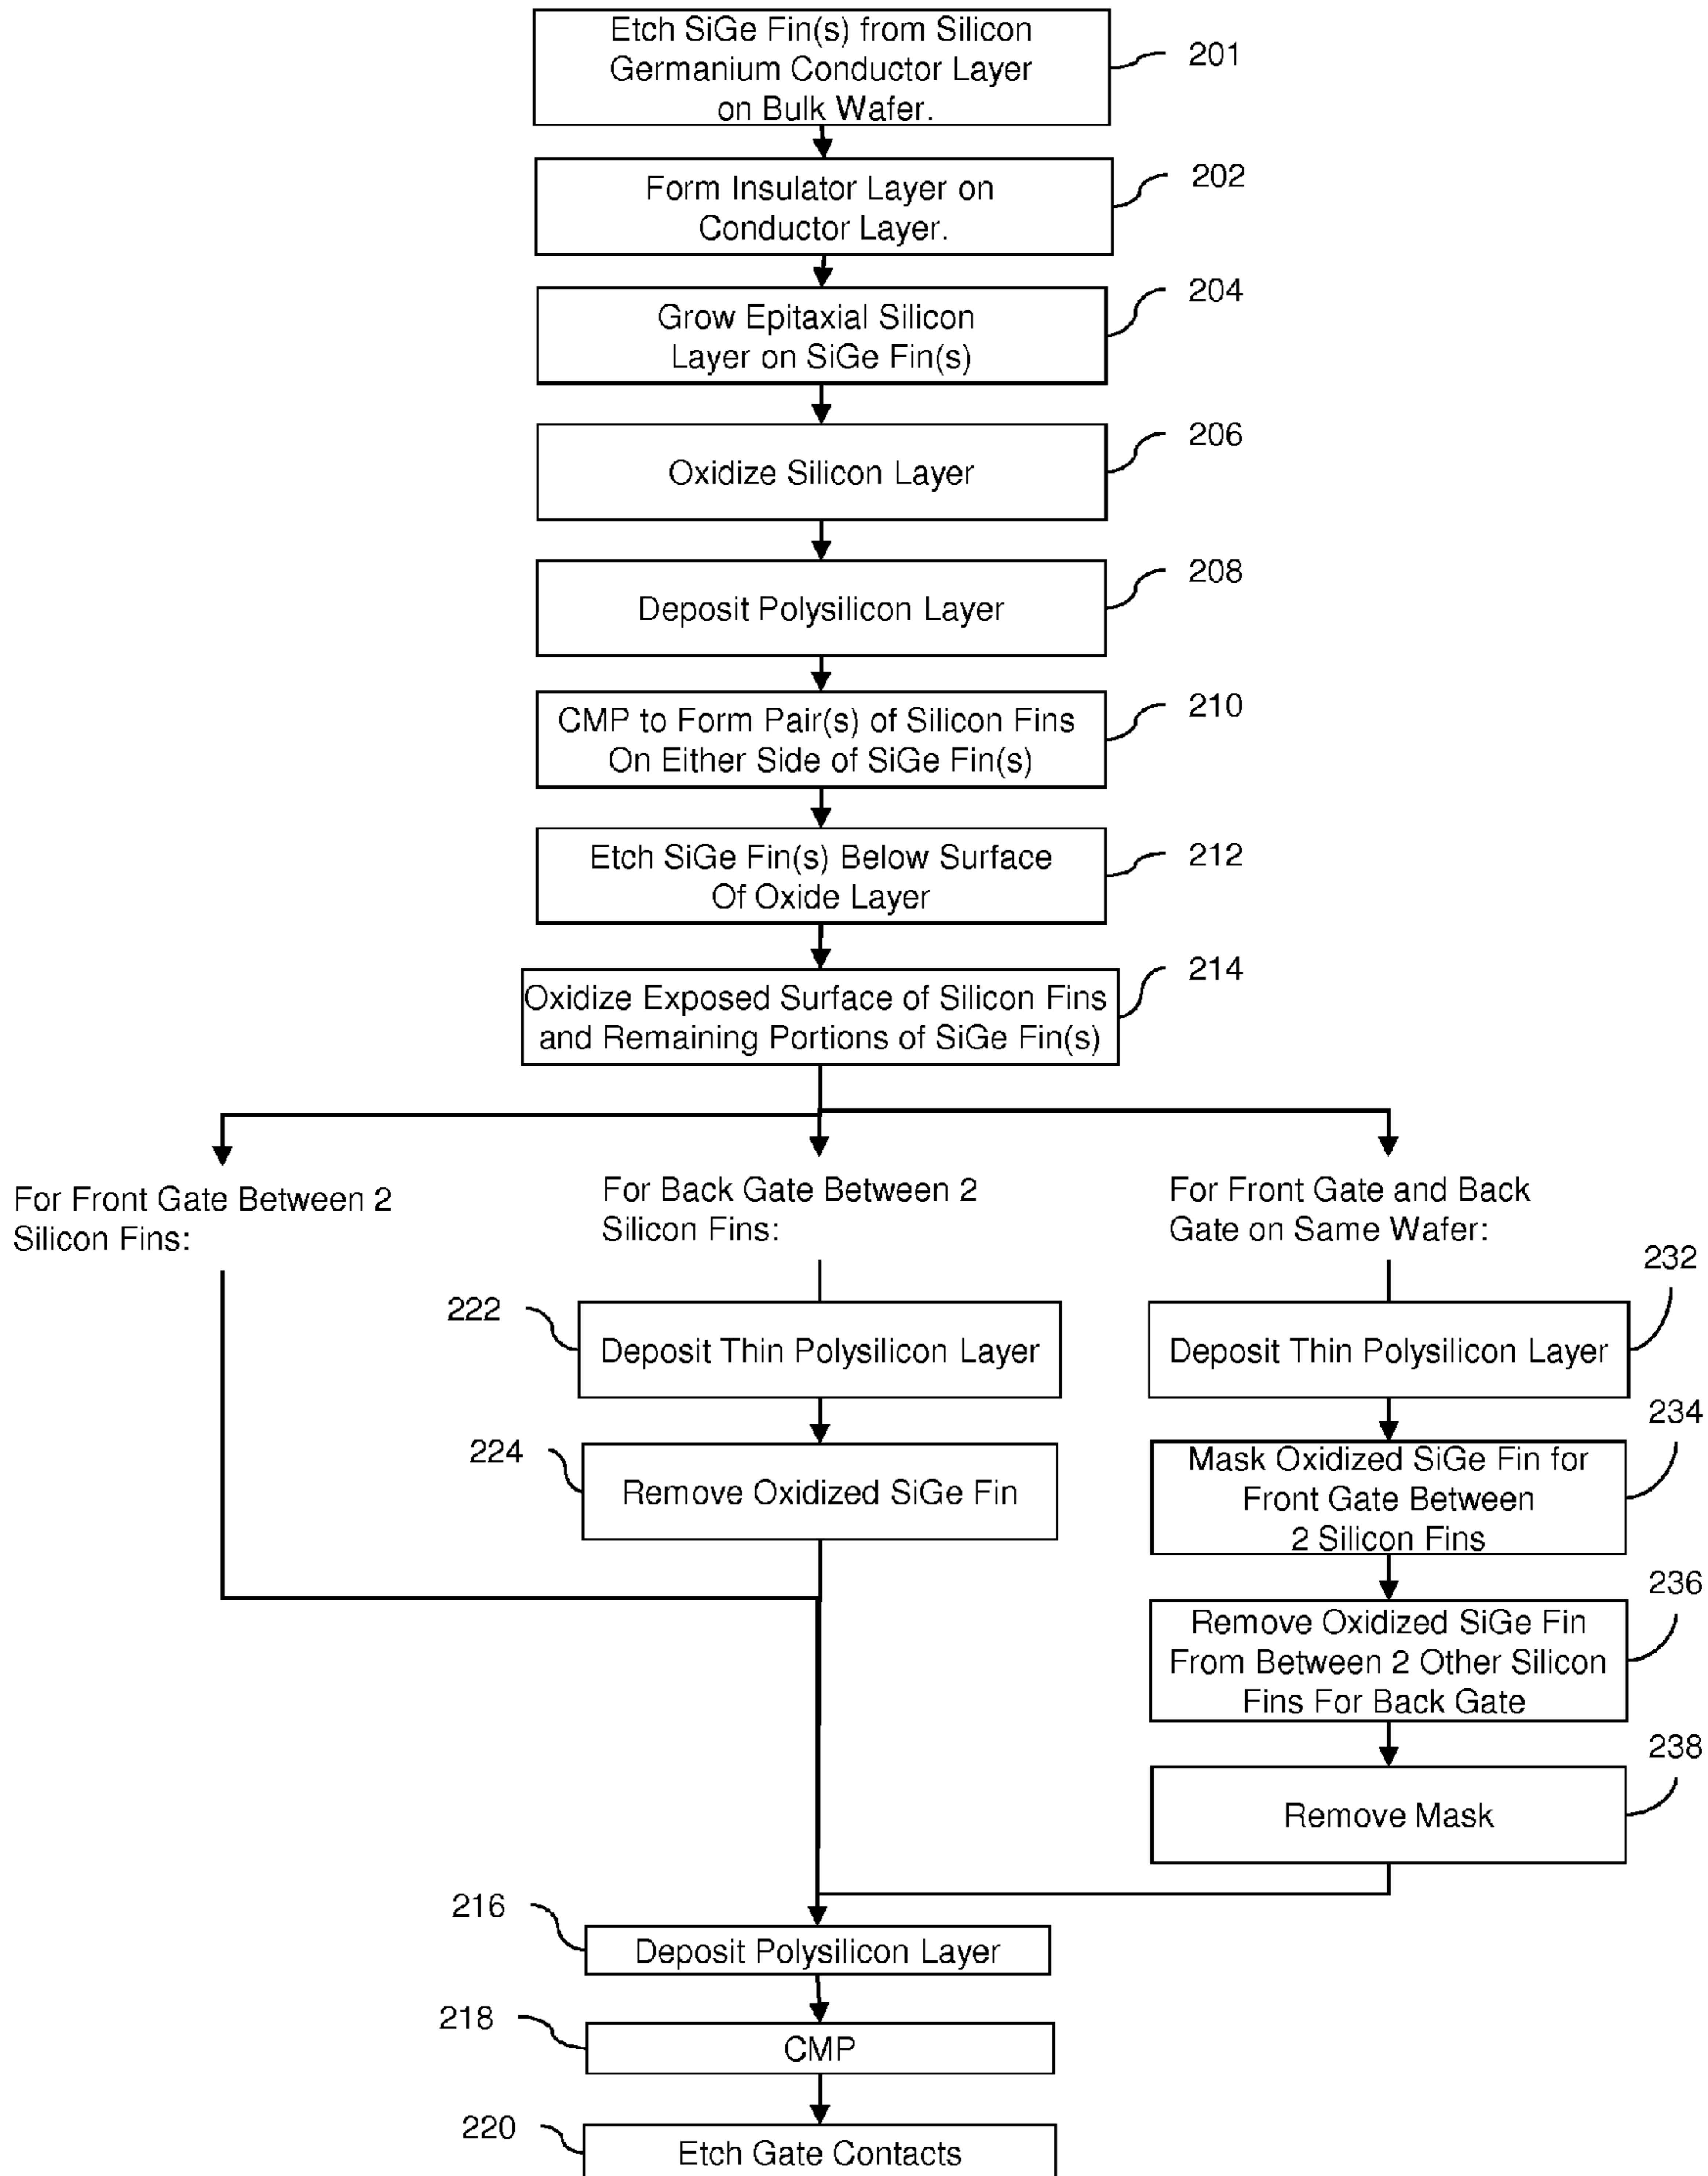 Etch SiGe Fin(s) from Silicon
Germanium Conductor Layer
on Bulk Wafer.
201
Form Insulator Layer on
Conductor Layer.
202
Grow Epitaxial Silicon
Layer on SiGe Fin(s)
204
Oxidize Silicon Layer
206
Deposit Polysilicon Layer
208
CMP to Form Pair(s) of Silicon Fins
On Either Side of SiGe Fin(s)
210
Etch SiGe Fin(s) Below Surface
Of Oxide Layer
212
Oxidize Exposed Surface of Silicon Fins
and Remaining Portions of SiGe Fin(s)
214
For Front Gate Between 2
Silicon Fins:
For Back Gate Between 2
Silicon Fins:
222
Deposit Thin Polysilicon Layer
224
Remove Oxidized SiGe Fin
For Front Gate and Back
Gate on Same Wafer:
232
Deposit Thin Polysilicon Layer
234
Mask Oxidized SiGe Fin for
Front Gate Between
2 Silicon Fins
236
Remove Oxidized SiGe Fin
From Between 2 Other Silicon
Fins For Back Gate
238
Remove Mask
216
Deposit Polysilicon Layer
218
CMP
220
Etch Gate Contacts